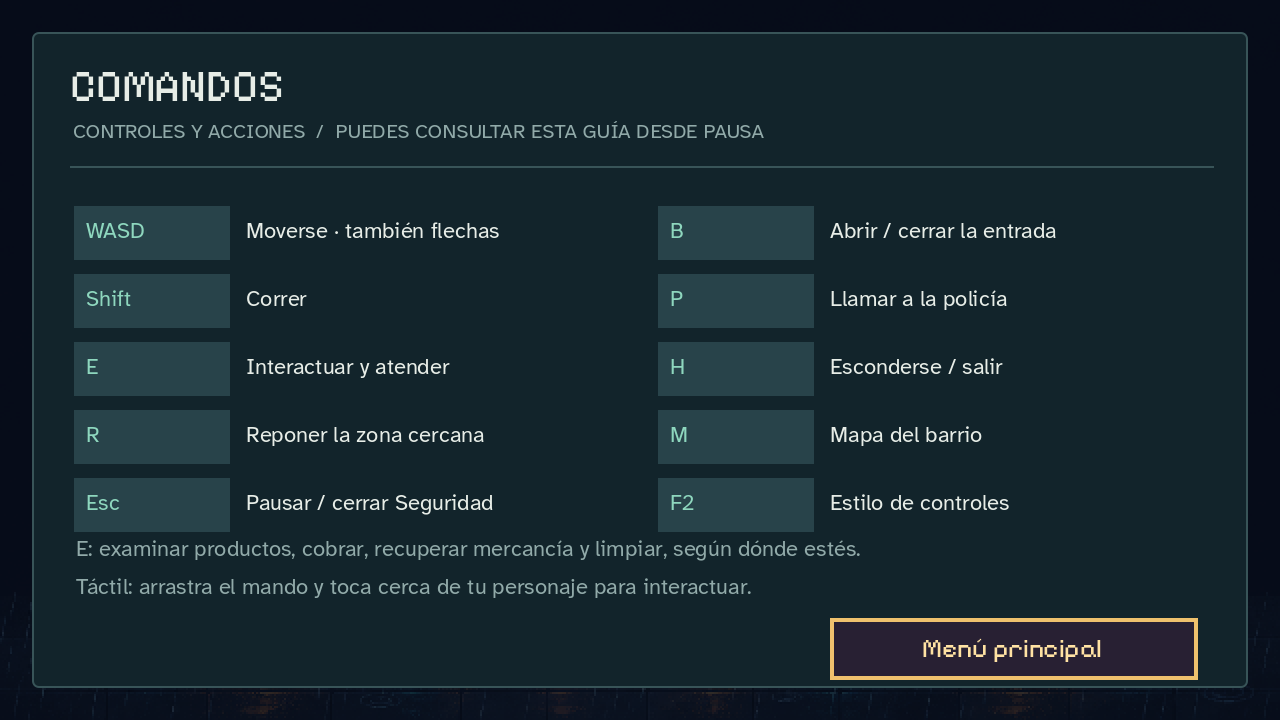 COMANDOS
CONTROLES Y ACCIONES / PUEDES CONSULTAR ESTA GUÍA DESDE PAUSA
WASD Moverse · también flechas
B Abrir / cerrar la entrada
Shift Correr
P Llamar a la policía
E Interactuar y atender
H Esconderse / salir
R Reponer la zona cercana
M Mapa del barrio
Esc Pausar / cerrar Seguridad
F2 Estilo de controles
E: examinar productos, cobrar, recuperar mercancía y limpiar, según dónde estés.
Táctil: arrastra el mando y toca cerca de tu personaje para interactuar.
Menú principal